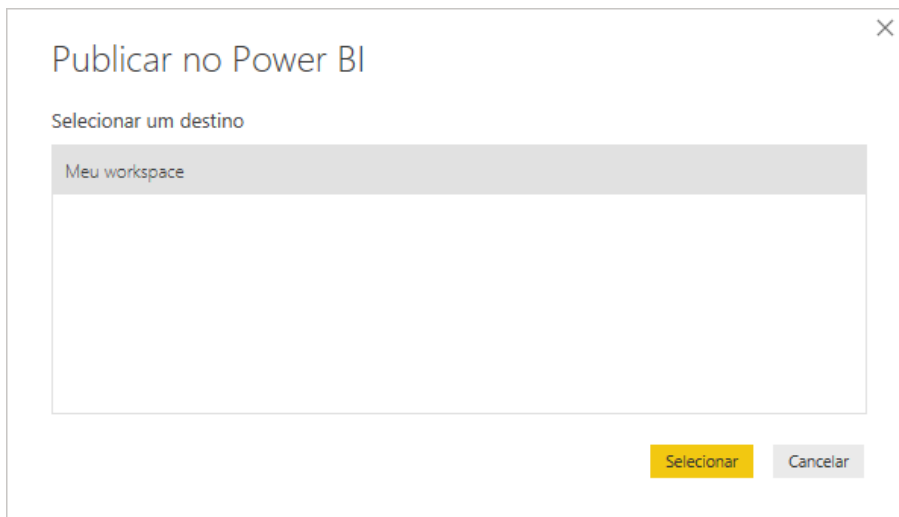 Publicar no Power BI
Selecionar um destino
Meu workspace
Selecionar Cancelar